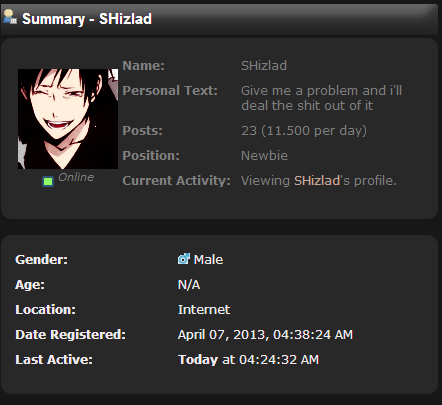 Summary - SHizlad
Name: SHizlad
Personal Text: Give me a problem and i'll
deal the shit out of it
Posts: 23 (11.500 per day)
Position: Newbie
Online
Current Activity: Viewing SHizlad's profile.
Gender: Male
Age: N/A
Location: Internet
Date Registered: April 07, 2013, 04:38:24 AM
Last Active: Today at 04:24:32 AM